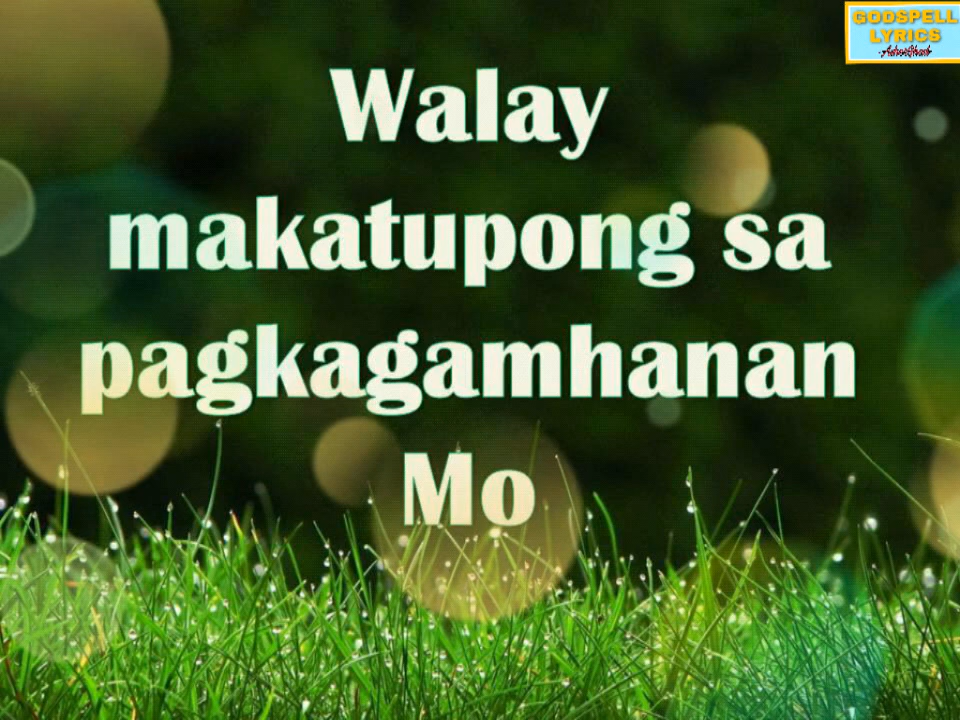 GODSPELL
LYRICS
Walay
makatupong sa
pagkagamhanan
Mo